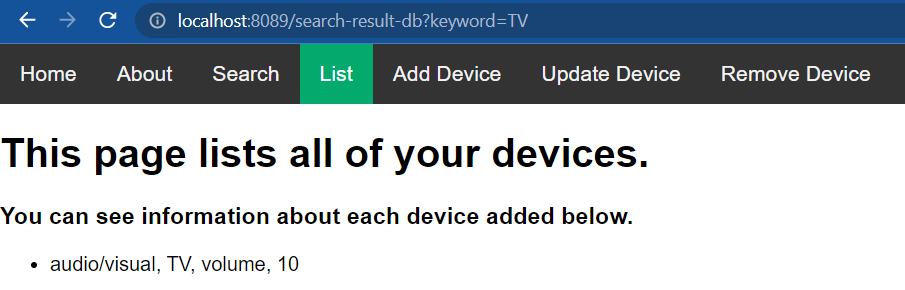 localhost:8089/search-result-db?keyword=TV
Home About Search List Add Device Update Device Remove Device
This page lists all of your devices.
You can see information about each device added below.
• audio/visual, TV, volume, 10